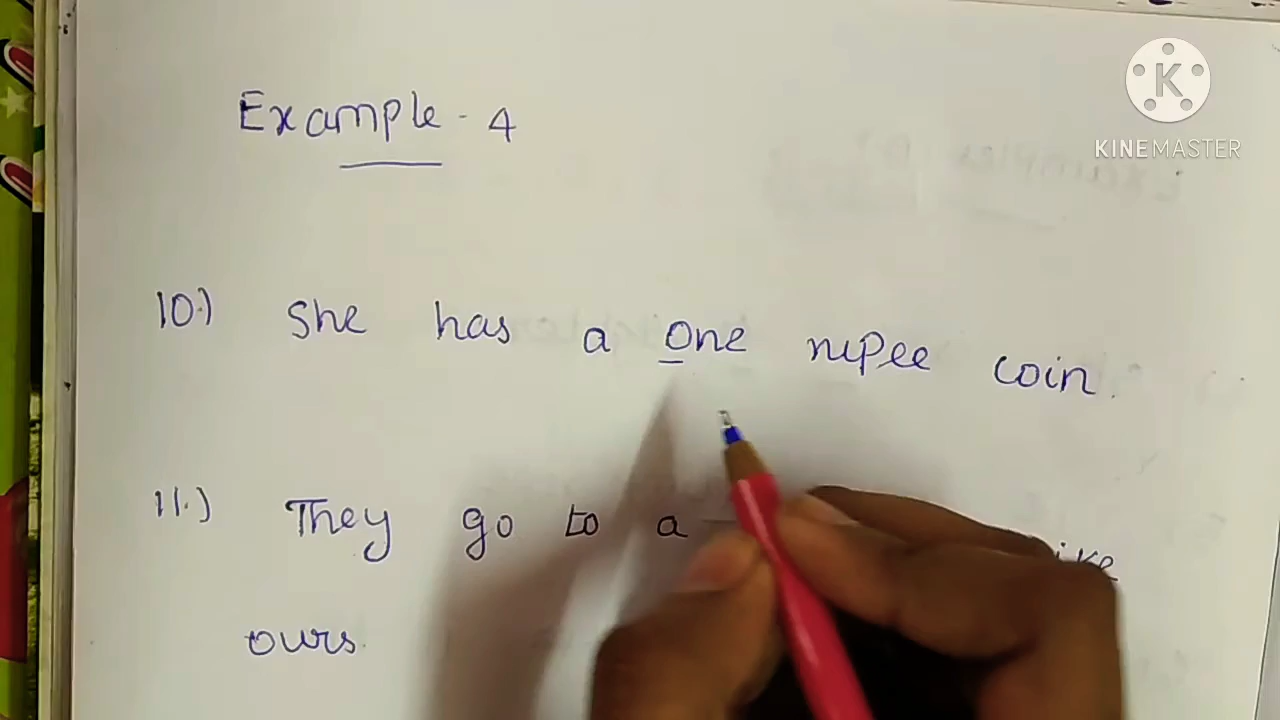 K
KINEMASTER
Example - 4
10.) She has a one rupee coin.
11.) They go to a
ours.